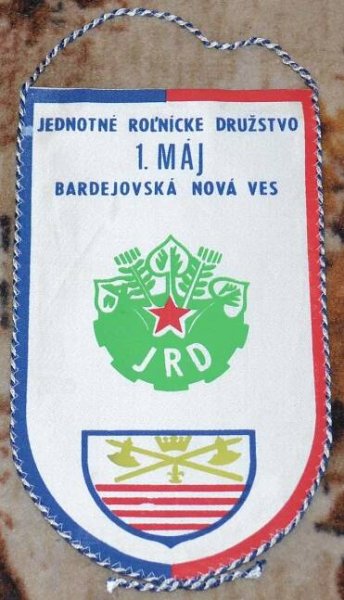 JEDNOTNÉ ROĽNÍCKE DRUŽSTVO
1. MÁJ
BARDEJOVSKÁ NOVÁ VES
JRD